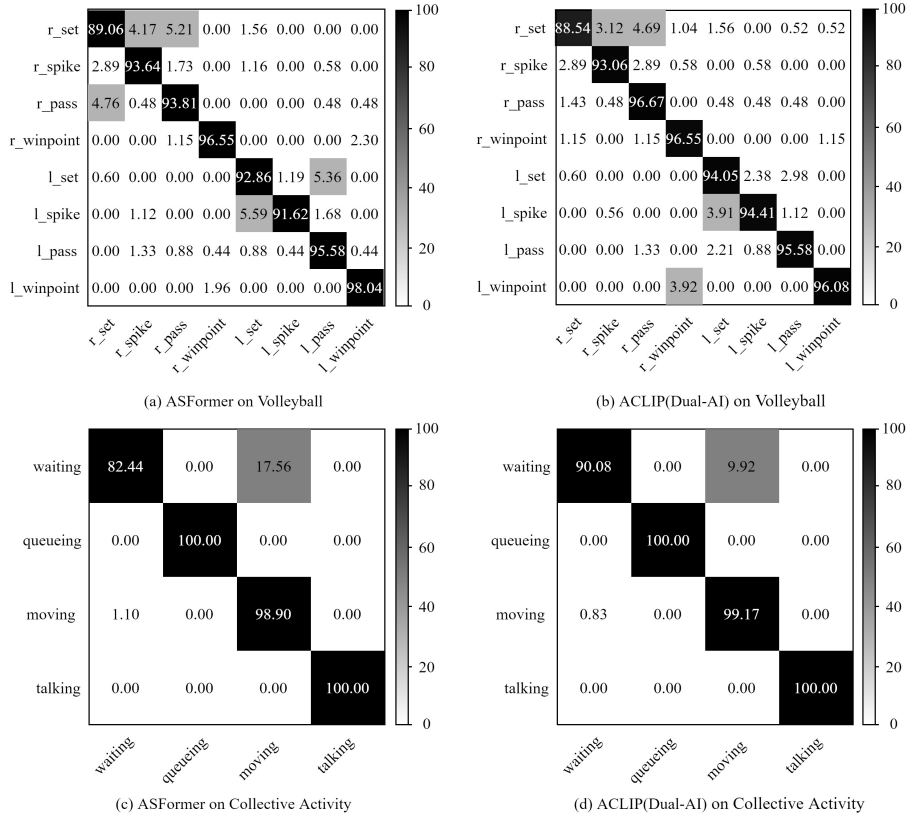 r_set 89.06 4.17 5.21 0.00 1.56 0.00 0.00 0.00
r_spike 2.89 93.64 1.73 0.00 1.16 0.00 0.58 0.00
r_pass 4.76 0.48 93.81 0.00 0.00 0.00 0.48 0.48
r_winpoint 0.00 0.00 1.15 96.55 0.00 0.00 0.00 2.30
l_set 0.60 0.00 0.00 0.00 92.86 1.19 5.36 0.00
l_spike 0.00 1.12 0.00 0.00 5.59 91.62 1.68 0.00
l_pass 0.00 1.33 0.88 0.44 0.88 0.44 95.58 0.44
l_winpoint 0.00 0.00 0.00 1.96 0.00 0.00 0.00 98.04
r_set r_spike r_pass r_winpoint l_set l_spike l_pass l_winpoint
100
80
60
40
20
0
(a) ASFormer on Volleyball
r_set 88.54 3.12 4.69 1.04 1.56 0.00 0.52 0.52
r_spike 2.89 93.06 2.89 0.58 0.00 0.58 0.00 0.00
r_pass 1.43 0.48 96.67 0.00 0.48 0.48 0.48 0.00
r_winpoint 1.15 0.00 1.15 96.55 0.00 0.00 0.00 1.15
l_set 0.60 0.00 0.00 0.00 94.05 2.38 2.98 0.00
l_spike 0.00 0.56 0.00 0.00 3.91 94.41 1.12 0.00
l_pass 0.00 0.00 1.33 0.00 2.21 0.88 95.58 0.00
l_winpoint 0.00 0.00 0.00 3.92 0.00 0.00 0.00 96.08
r_set r_spike r_pass r_winpoint l_set l_spike l_pass l_winpoint
100
80
60
40
20
0
(b) ACLIP(Dual-AI) on Volleyball
waiting 82.44 0.00 17.56 0.00
queueing 0.00 100.00 0.00 0.00
moving 1.10 0.00 98.90 0.00
talking 0.00 0.00 0.00 100.00
waiting queueing moving talking
100
80
60
40
20
0
(c) ASFormer on Collective Activity
waiting 90.08 0.00 9.92 0.00
queueing 0.00 100.00 0.00 0.00
moving 0.83 0.00 99.17 0.00
talking 0.00 0.00 0.00 100.00
waiting queueing moving talking
100
80
60
40
20
0
(d) ACLIP(Dual-AI) on Collective Activity